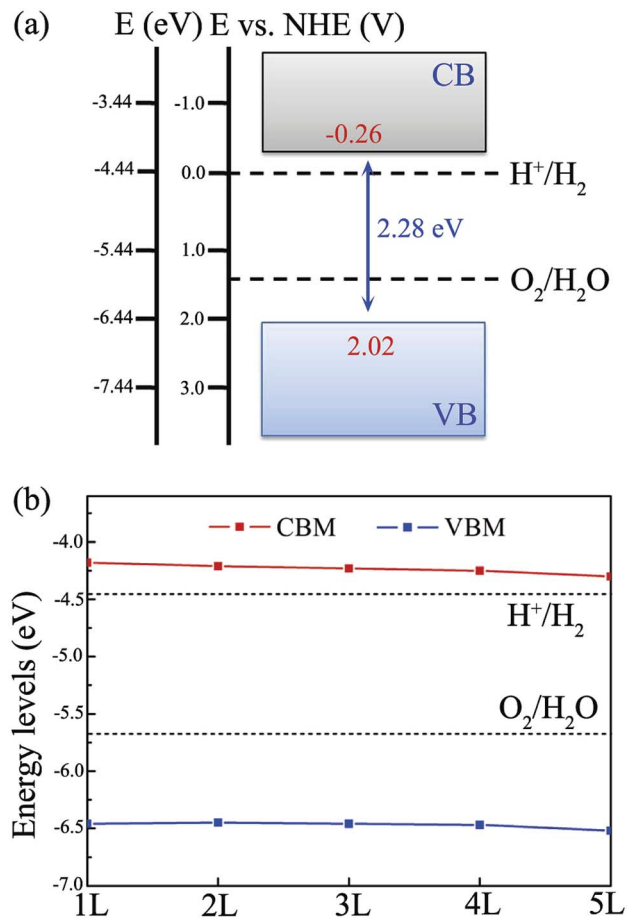 (a) E (eV) E vs. NHE (V)
CB
-3.44 -1.0
-0.26
-4.44 0.0 H⁺/H₂
2.28 eV
-5.44 1.0
O₂/H₂O
-6.44 2.0
2.02
-7.44 3.0
VB
(b)
CBM VBM
-4.0
-4.5
H⁺/H₂
-5.0
O₂/H₂O
-5.5
-6.0
-6.5
-7.0
Energy levels (eV)
1L 2L 3L 4L 5L